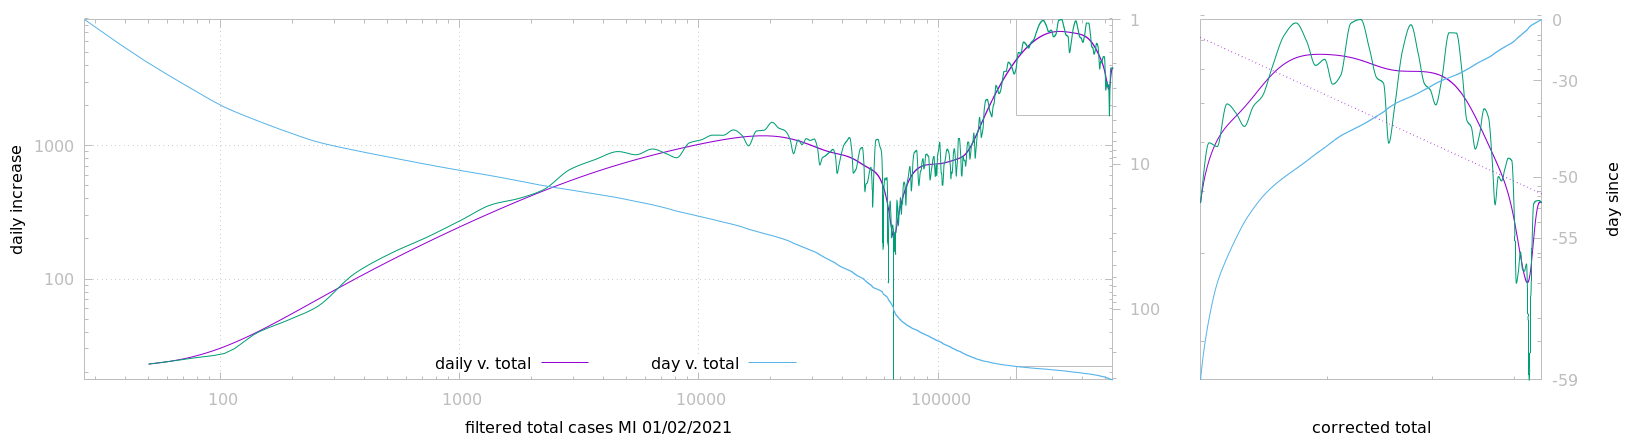 daily increase
1000
100
daily v. total
day v. total
1
10
100
100
1000
10000
100000
filtered total cases MI 01/02/2021
0
-30
-50
-55
-59
day since
corrected total